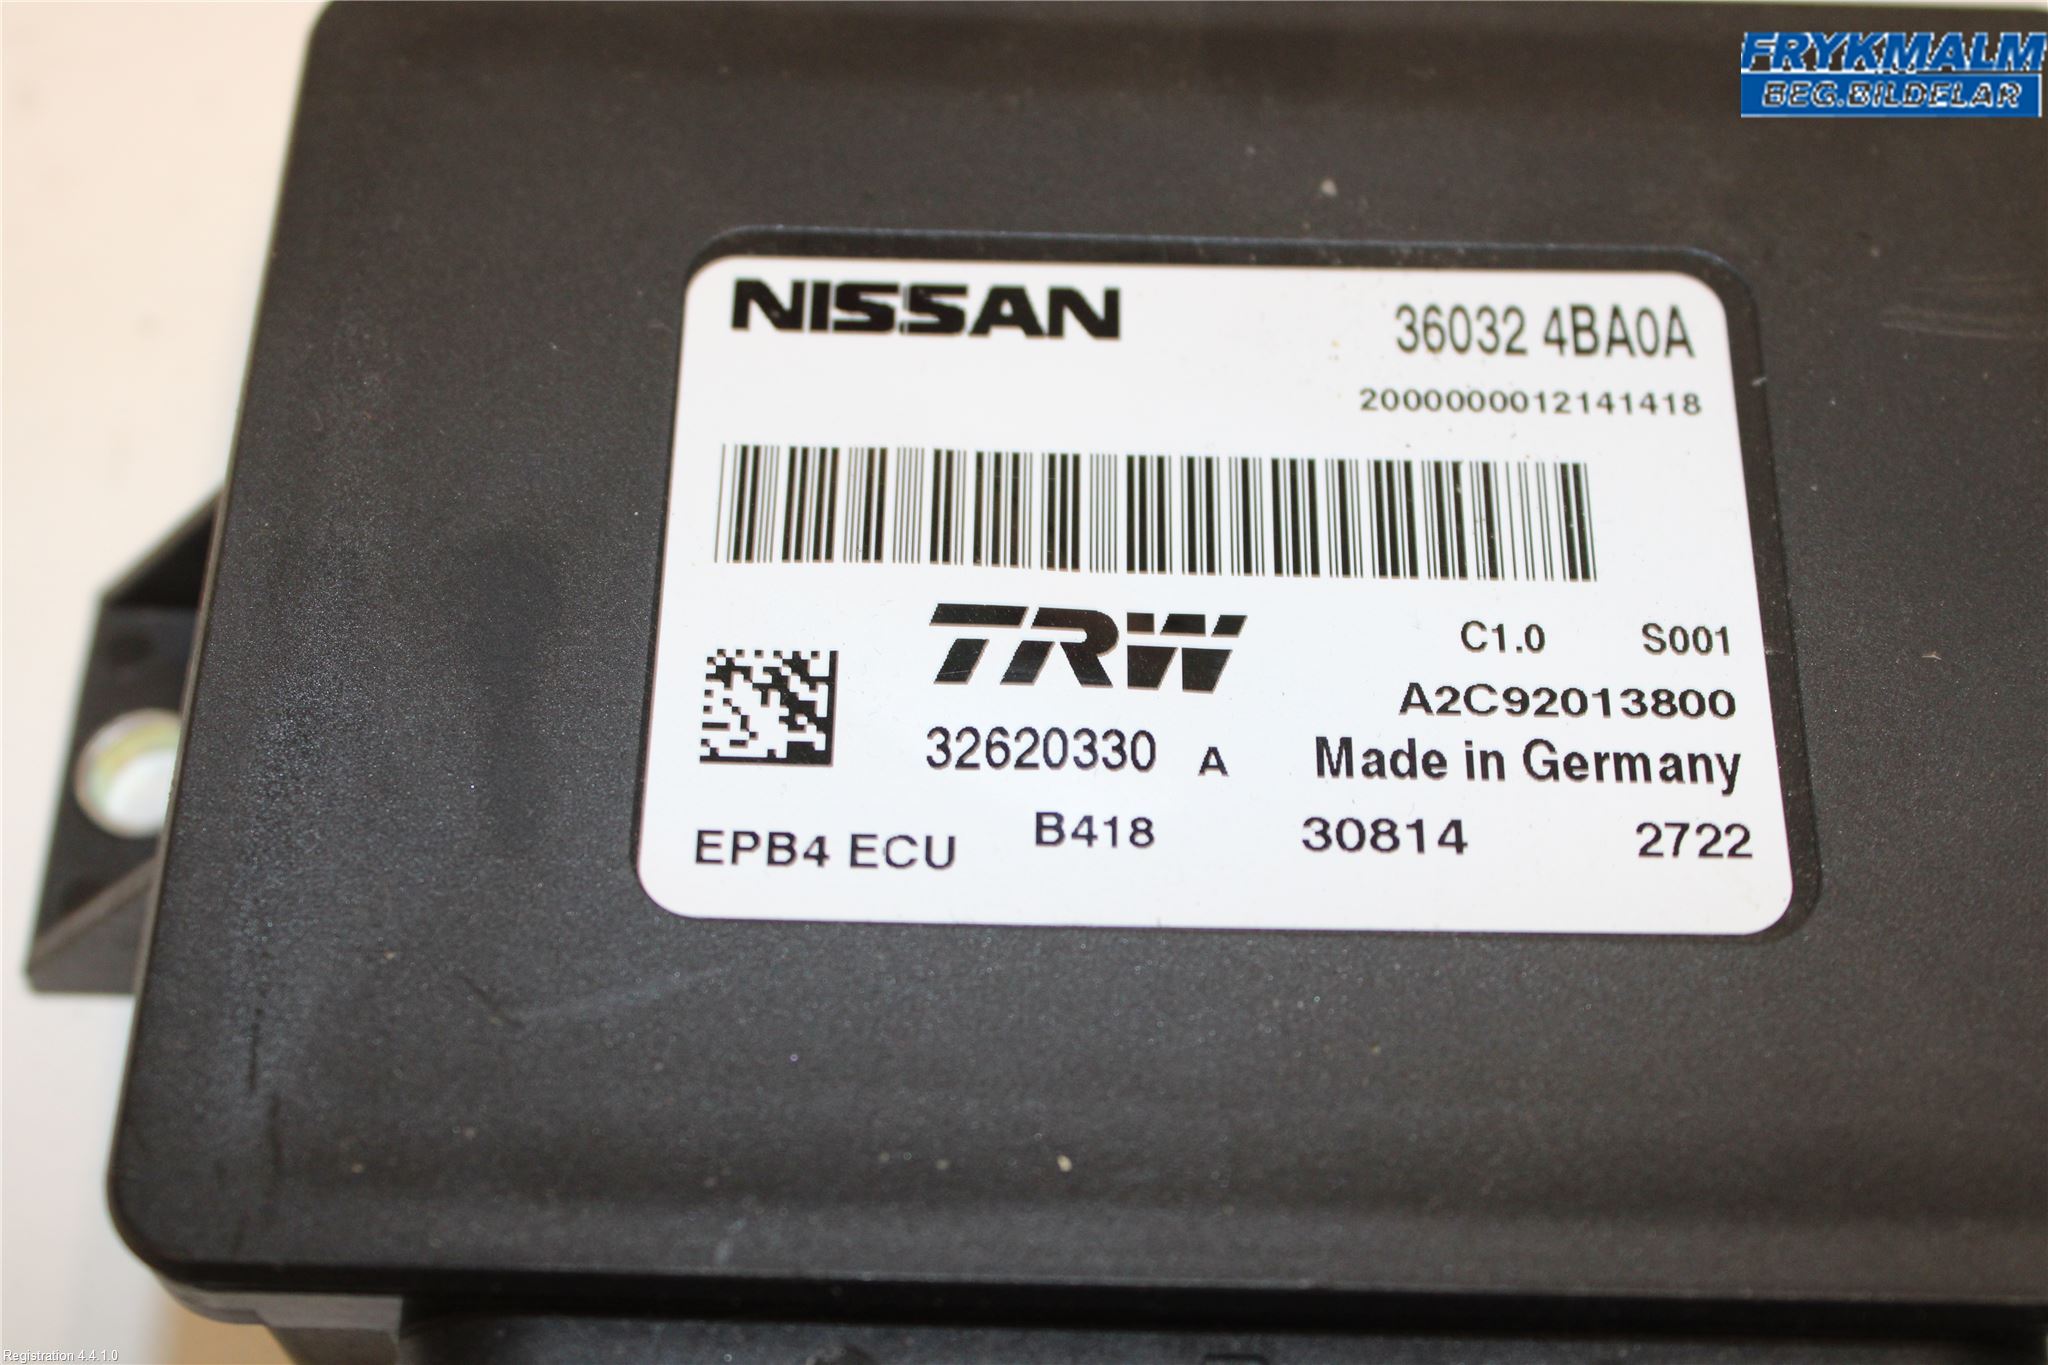 FRYKMALM
BEG.BILDELAR
NISSAN
36032 4BA0A
2000000012141418
TRW
C1.0 S001
A2C92013800
32620330 A
Made in Germany
EPB4 ECU B418 30814 2722
Registration 4.4.1.0